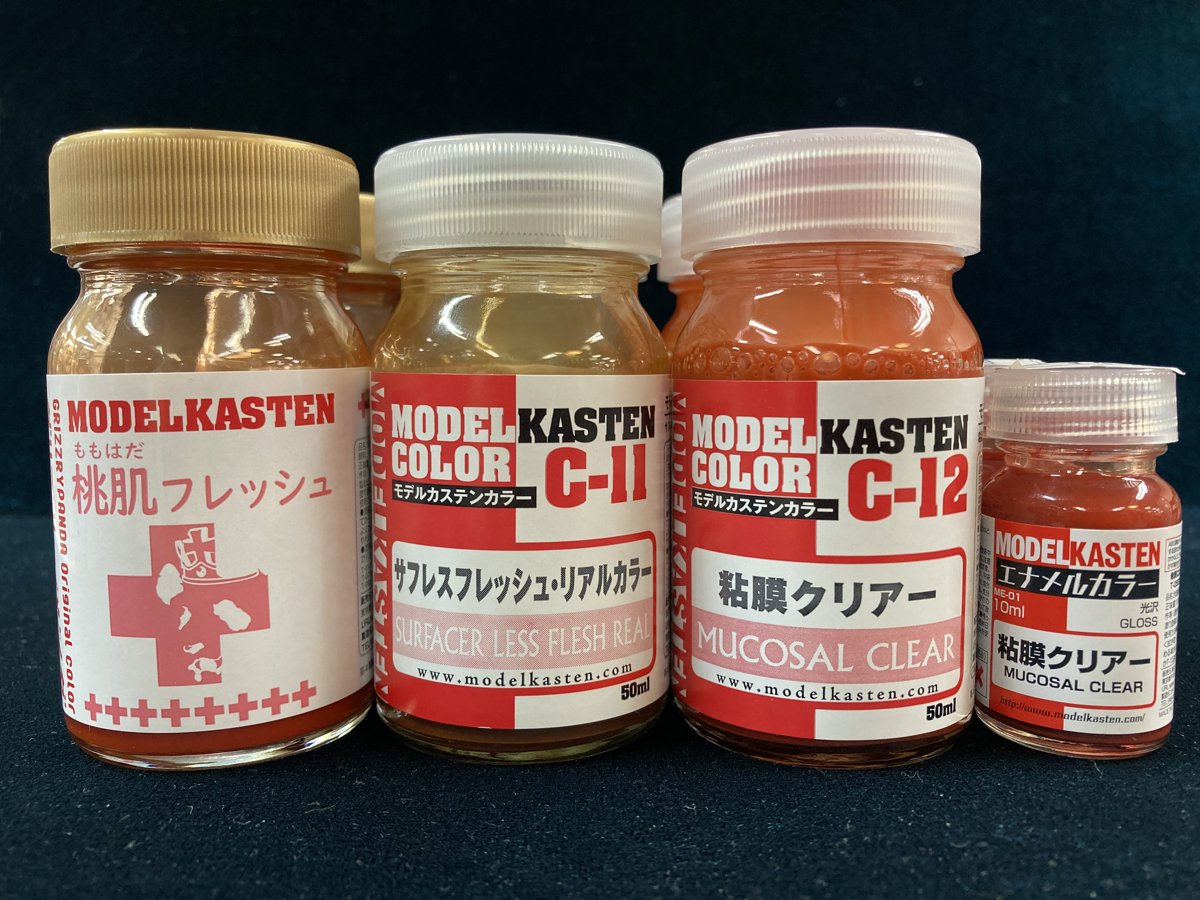 MODELKASTEN
ももはだ
桃肌フレッシュ
GRIZZRYPANDA Original color
MODEL KASTEN
COLOR C-11
モデルカステンカラー
サフレスフレッシュ・リアルカラー
SURFACER LESS FLESH REAL
www.modelkasten.com
50ml
MODELKASTEN
MODEL KASTEN
COLOR C-12
モデルカステンカラー
粘膜クリアー
MUCOSAL CLEAR
www.modelkasten.com
50ml
MODELKASTEN
MODELKASTEN
エナメルカラー
ME-01
10ml
光沢
GLOSS
粘膜クリアー
MUCOSAL CLEAR
http://www.modelkasten.com/